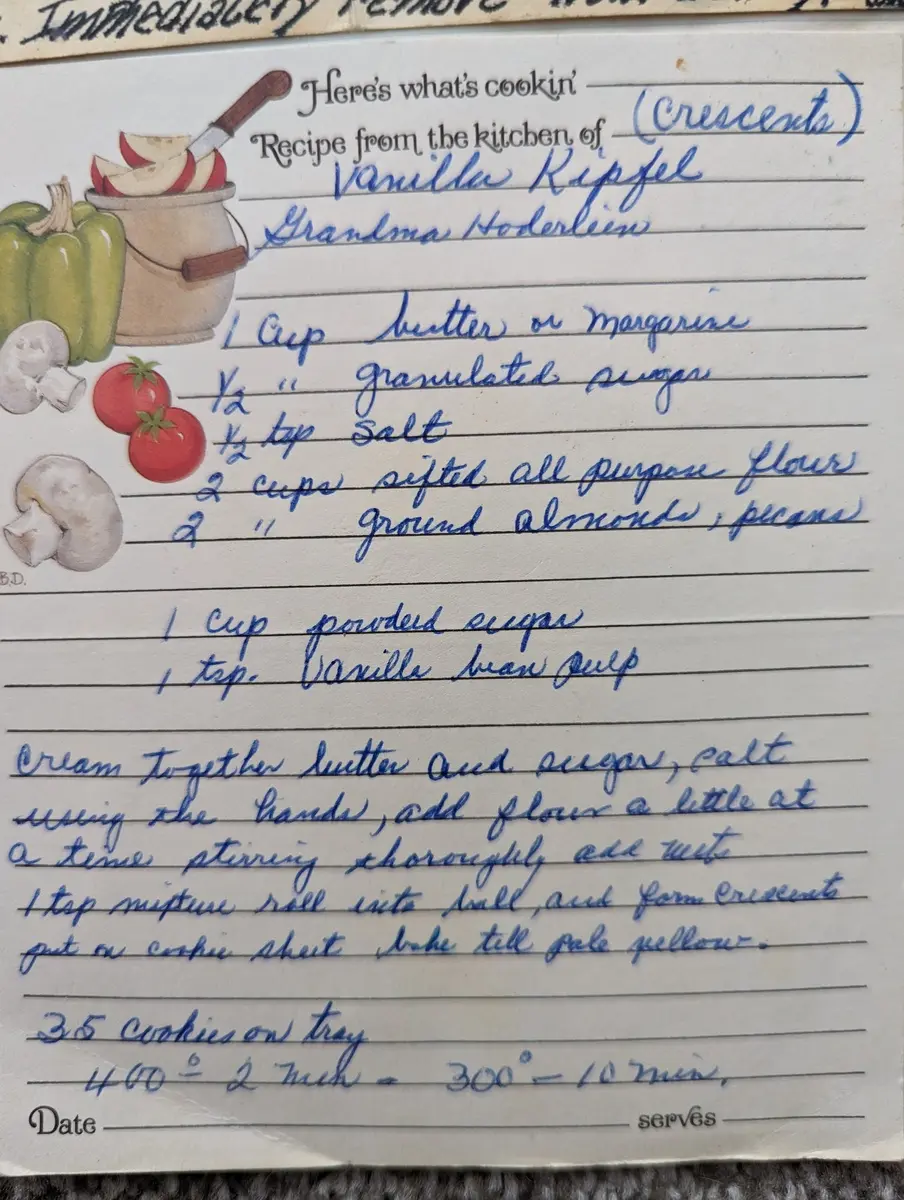 . Immediately remove from
Here's what's cookin'
Recipe from the kitchen of (Crescents)
Vanilla Kipfel
Grandma Hoderlein
1 Cup butter or Margarine
1/2 " granulated sugar
1/2 tsp Salt
2 cups sifted all purpose flour
2 " ground almonds, pecans
B.D.
1 Cup powded sugar
1 tsp. Vanilla bean pulp
Cream together butter and sugar, salt
using the hands, add flour a little at
a time stirring thoroughly add nuts
1 tsp mixture roll into ball, and form Crescents
put on cookie sheet bake till pale yellow.
35 cookies on tray
400° - 2 min - 300° - 10 min.
Date
serves